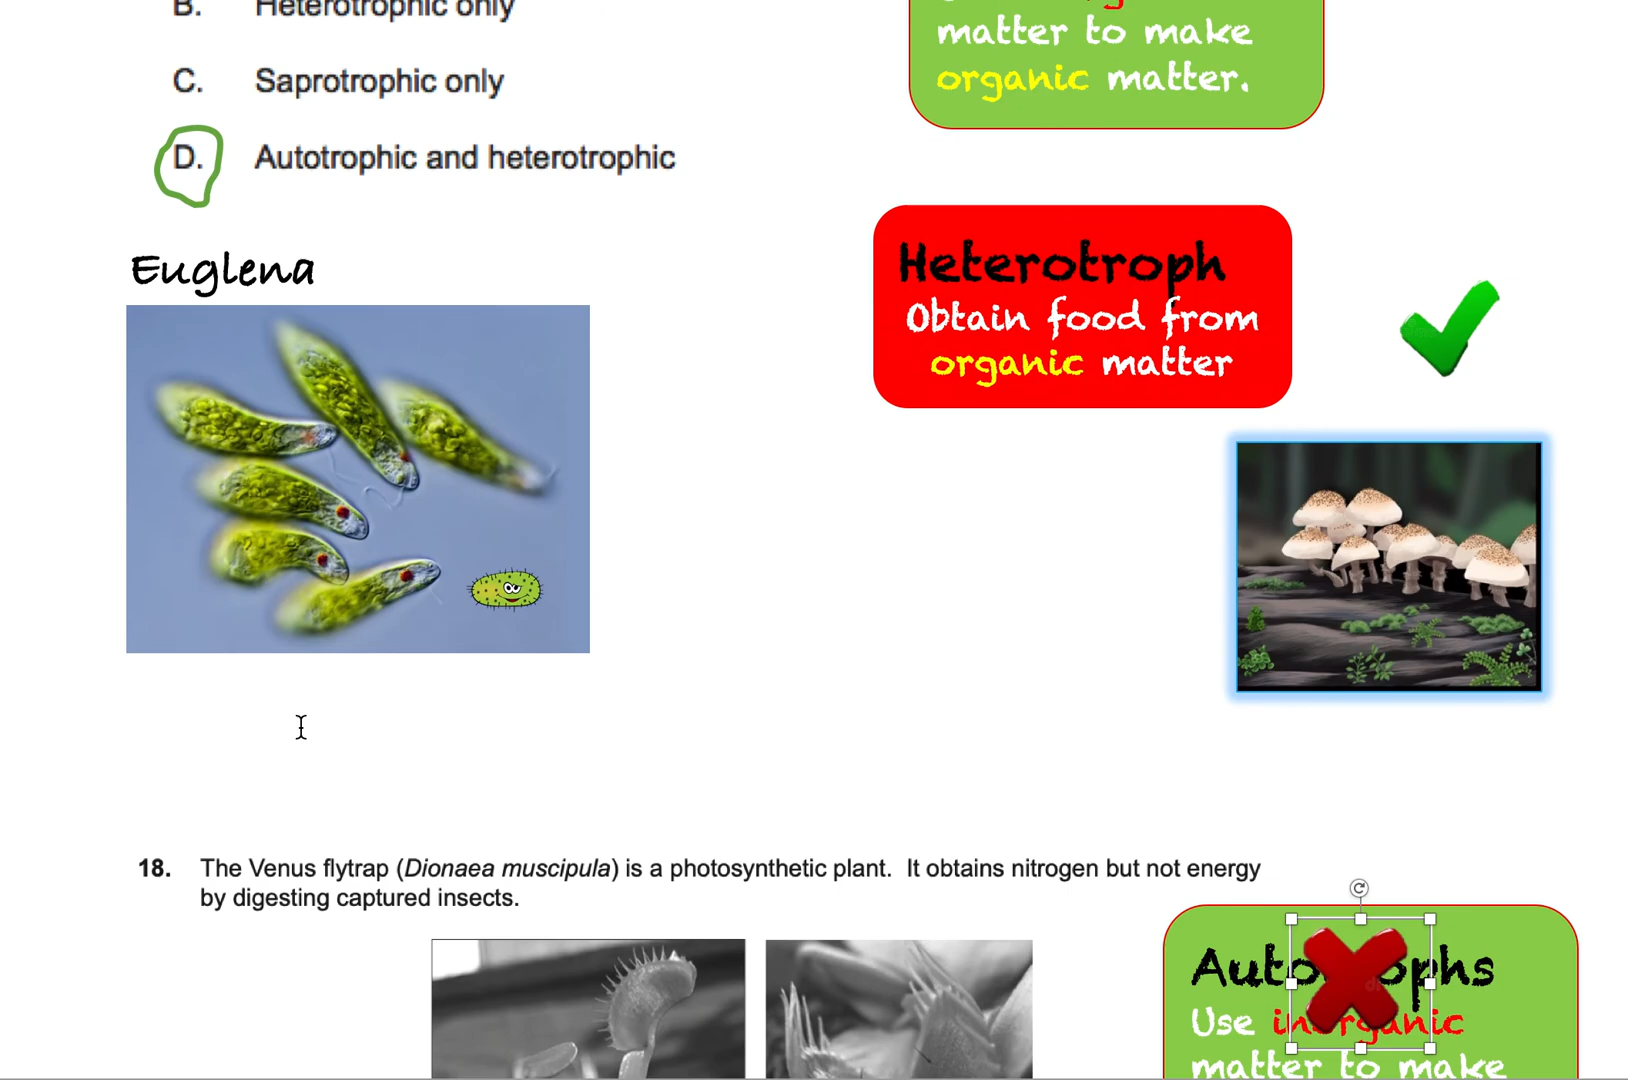 B. Heterotrophic only
C. Saprotrophic only
D. Autotrophic and heterotrophic
matter to make
organic matter.
Heterotroph
Obtain food from
organic matter
Euglena
18. The Venus flytrap (Dionaea muscipula) is a photosynthetic plant. It obtains nitrogen but not energy
by digesting captured insects.
Autotrophs
Use inorganic
matter to make